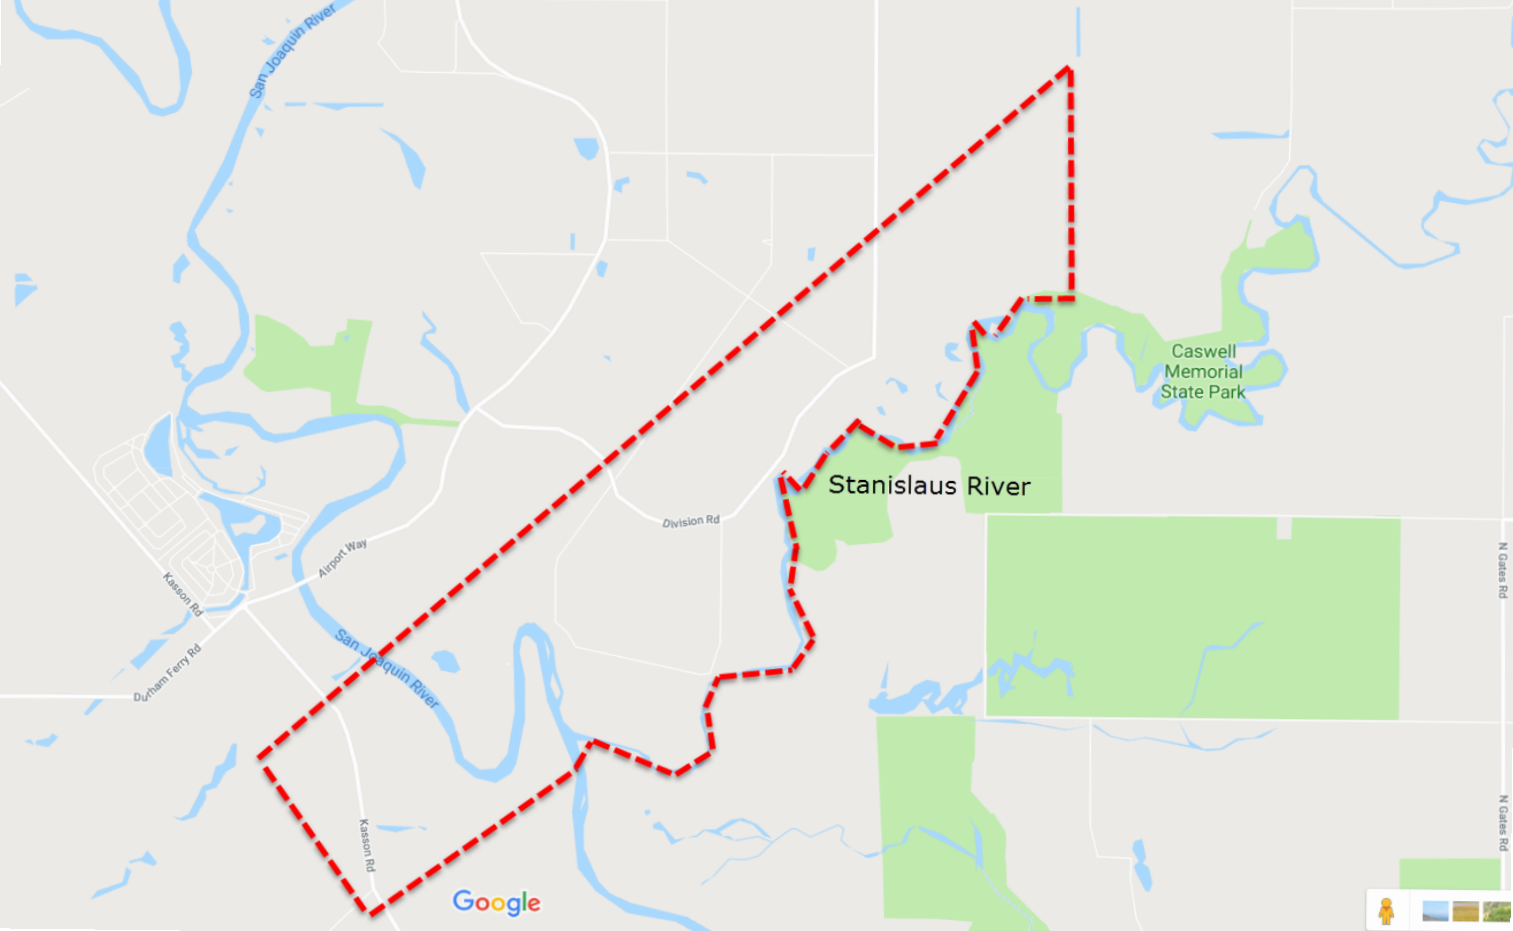 San Joaquin River
Caswell
Memorial
State Park
Stanislaus River
Division Rd
Airport Way
Kasson Rd
N Gates Rd
San Joaquin River
Durham Ferry Rd
Kasson Rd
N Gates Rd
Google